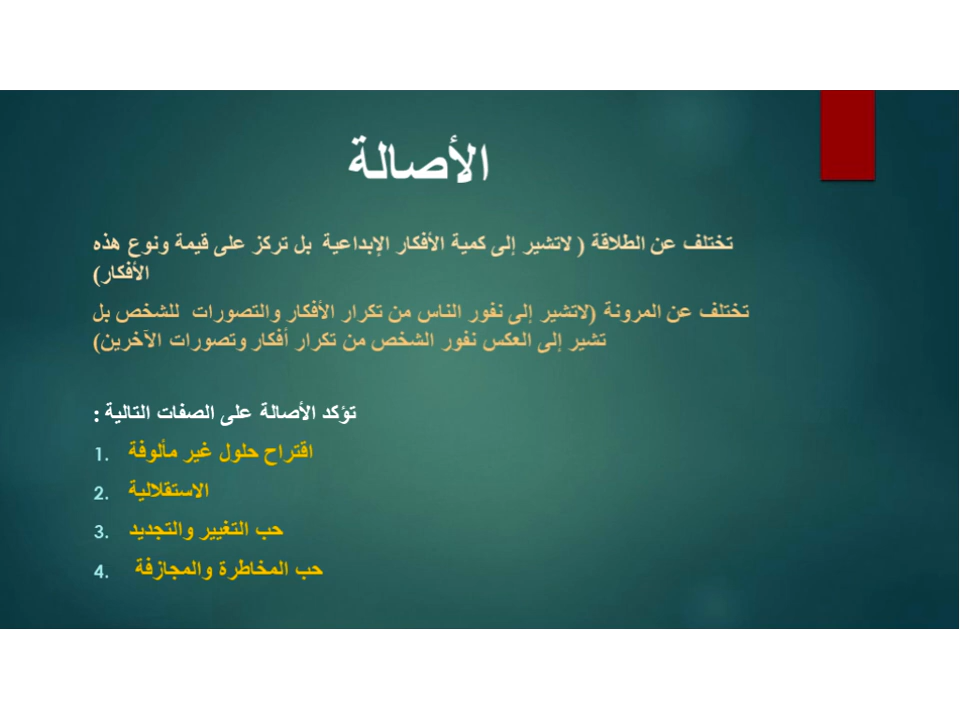 الأصالة
تختلف عن الطلاقة ( لاتشير إلى كمية الأفكار الإبداعية بل تركز على قيمة ونوع هذه
الأفكار)
تختلف عن المرونة (لاتشير إلى نفور الناس من تكرار الأفكار والتصورات للشخص بل
تشير إلى العكس نفور الشخص من تكرار أفكار وتصورات الآخرين)
تؤكد الأصالة على الصفات التالية :
1. اقتراح حلول غير مألوفة
2. الاستقلالية
3. حب التغيير والتجديد
4. حب المخاطرة والمجازفة